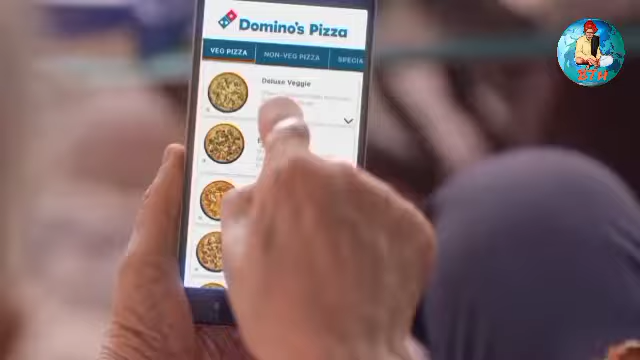 Domino's Pizza
VEG PIZZA NON-VEG PIZZA SPECIA
Deluxe Veggie
BTH